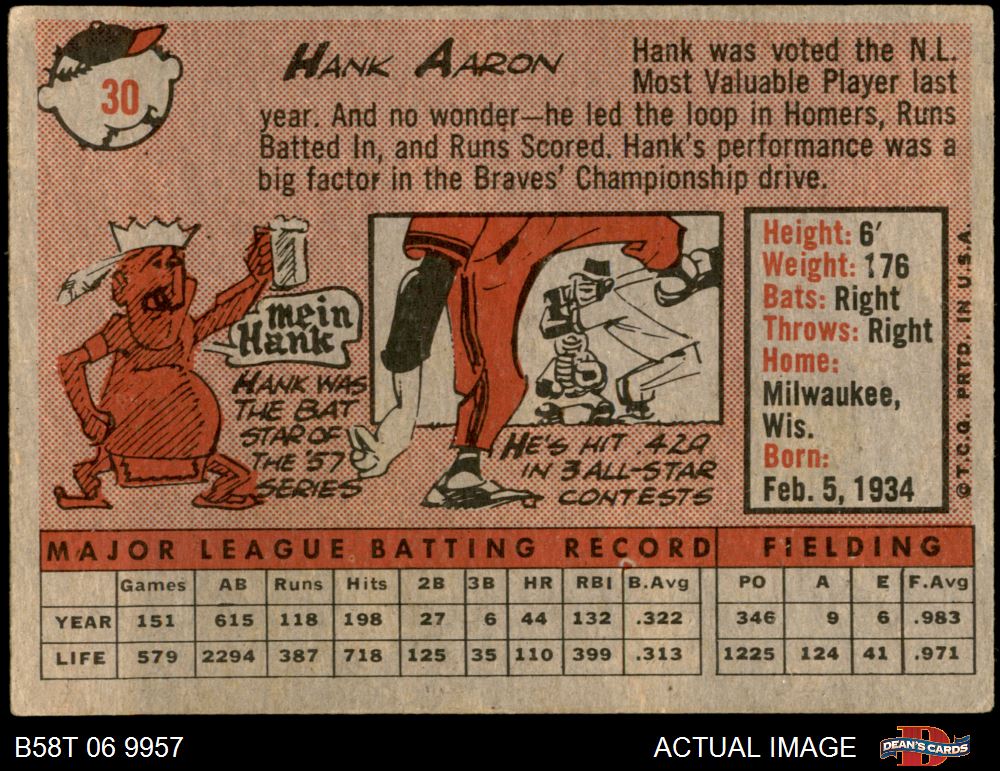 30
HANK AARON
Hank was voted the N.L.
Most Valuable Player last
year. And no wonder—he led the loop in Homers, Runs
Batted In, and Runs Scored. Hank's performance was a
big factor in the Braves' Championship drive.
mein
Hank
HANK WAS
THE BAT
STAR OF
THE '57
SERIES
HE'S HIT .429
IN 3 ALL-STAR
CONTESTS
Height: 6'
Weight: 176
Bats: Right
Throws: Right
Home:
Milwaukee,
Wis.
Born:
Feb. 5, 1934
© T.C.G. PRTD. IN U.S.A.
MAJOR LEAGUE BATTING RECORD FIELDING
Games AB Runs Hits 2B 3B HR RBI B.Avg PO A E F.Avg
YEAR 151 615 118 198 27 6 44 132 .322 346 9 6 .983
LIFE 579 2294 387 718 125 35 110 399 .313 1225 124 41 .971
B58T 06 9957
ACTUAL IMAGE
DEAN'S CARDS